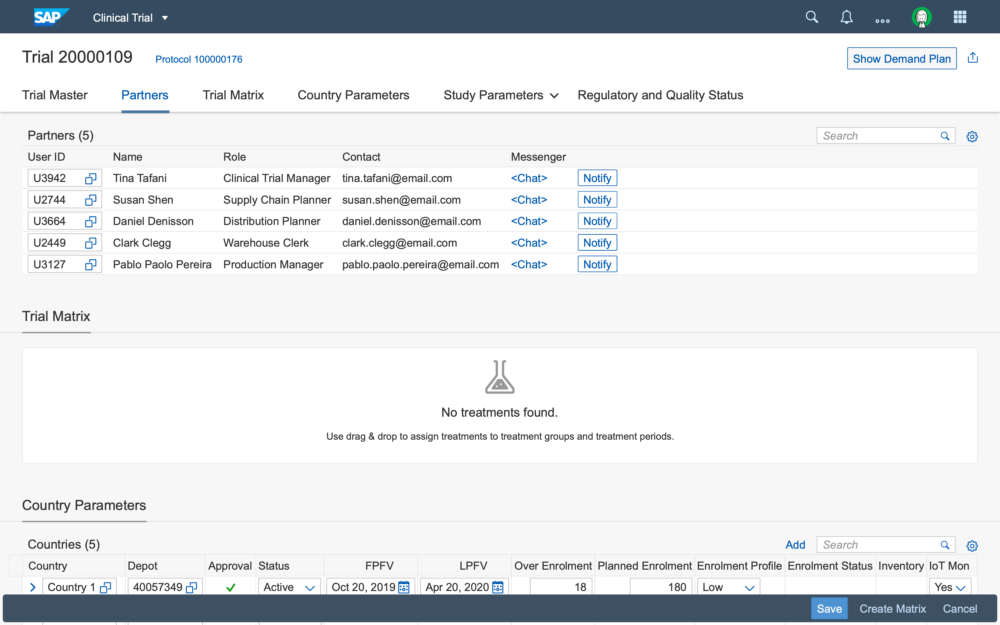 SAP Clinical Trial
Trial 20000109 Protocol 100000176 Show Demand Plan
Trial Master Partners Trial Matrix Country Parameters Study Parameters Regulatory and Quality Status
Partners (5) Search
User ID Name Role Contact Messenger
U3942 Tina Tafani Clinical Trial Manager tina.tafani@email.com <Chat> Notify
U2744 Susan Shen Supply Chain Planner susan.shen@email.com <Chat> Notify
U3664 Daniel Denisson Distribution Planner daniel.denisson@email.com <Chat> Notify
U2449 Clark Clegg Warehouse Clerk clark.clegg@email.com <Chat> Notify
U3127 Pablo Paolo Pereira Production Manager pablo.paolo.pereira@email.com <Chat> Notify
Trial Matrix
No treatments found.
Use drag & drop to assign treatments to treatment groups and treatment periods.
Country Parameters
Countries (5) Add Search
Country Depot Approval Status FPFV LPFV Over Enrolment Planned Enrolment Enrolment Profile Enrolment Status Inventory IoT Mon
Country 1 40057349 Active Oct 20, 2019 Apr 20, 2020 18 180 Low Yes
Save Create Matrix Cancel